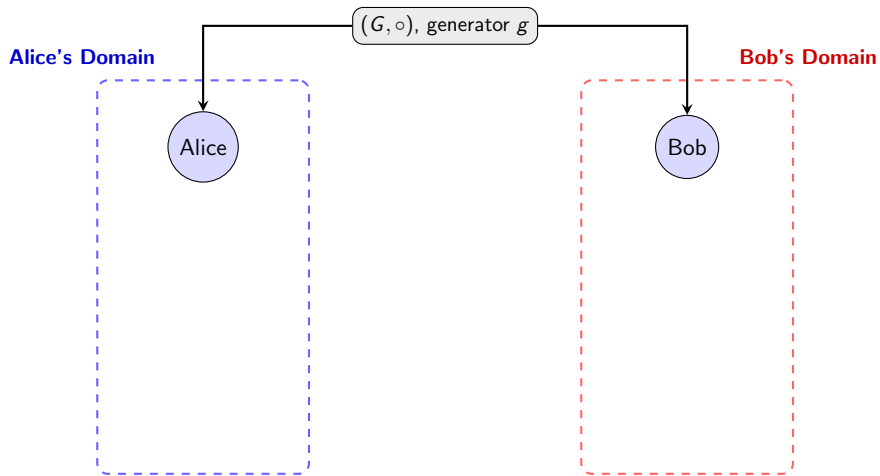 (G, ∘), generator g
Alice's Domain
Bob's Domain
Alice
Bob